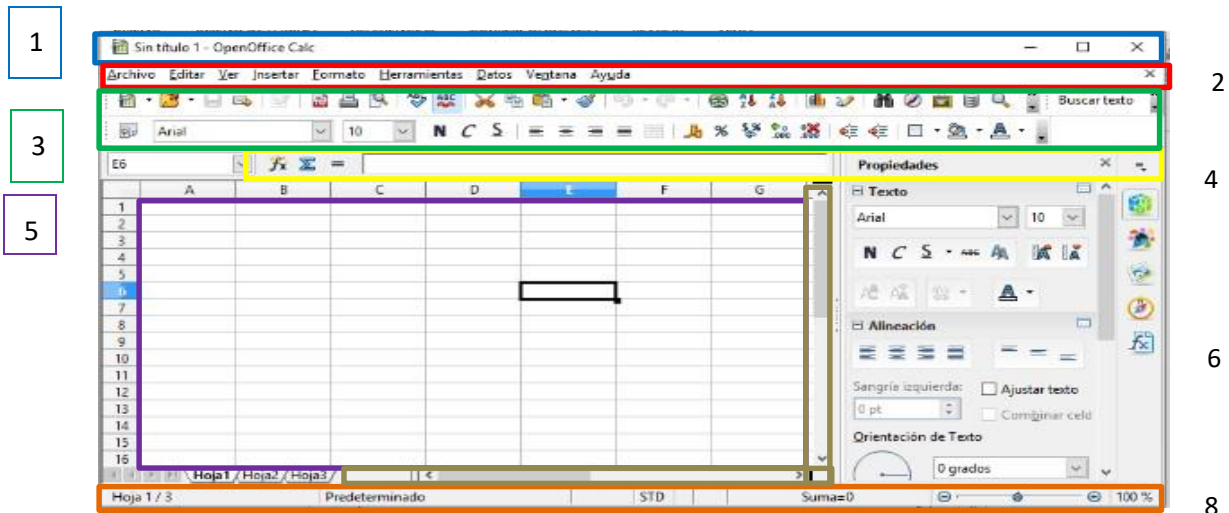 1
Sin título 1 - OpenOffice Calc
Archivo Editar Ver Insertar Formato Herramientas Datos Ventana Ayuda
2
Buscar texto
3
Arial 10 N C S
E6
Propiedades
4
A B C D E F G
Texto
5
Arial 10
N C S
1
2
3
4
5
6
7
8
9
10
11
12
13
14
15
16
Alineación
6
Sangría izquierda: Ajustar texto
0 pt Combinar celd
Orientación de Texto
0 grados
Hoja1 Hoja2 Hoja3
Hoja 1 / 3 Predeterminado STD Suma=0 100 %
8